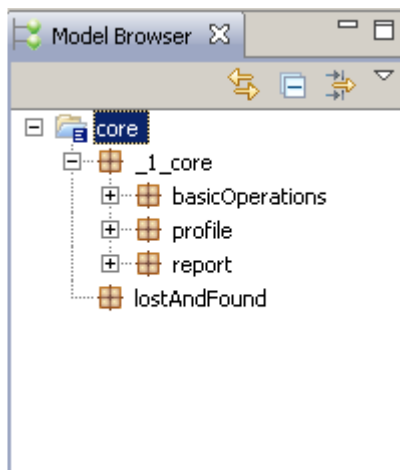 Model Browser
core
_1_core
basicOperations
profile
report
lostAndFound